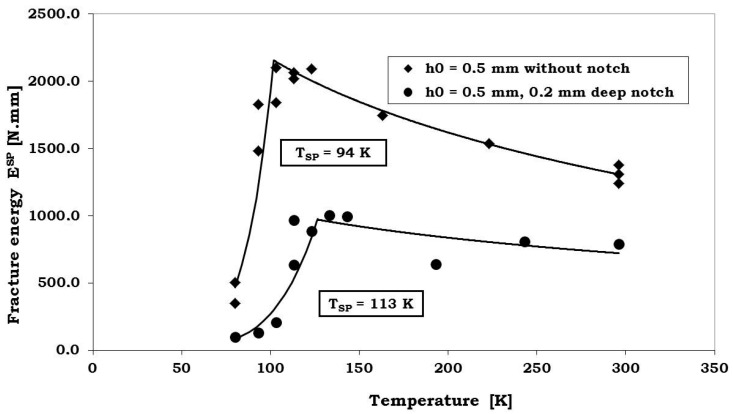 2500.0
2000.0
1500.0
1000.0
500.0
0.0
Fracture energy E^SP [N.mm]
h0 = 0.5 mm without notch
h0 = 0.5 mm, 0.2 mm deep notch
T_SP = 94 K
T_SP = 113 K
0 50 100 150 200 250 300 350
Temperature [K]